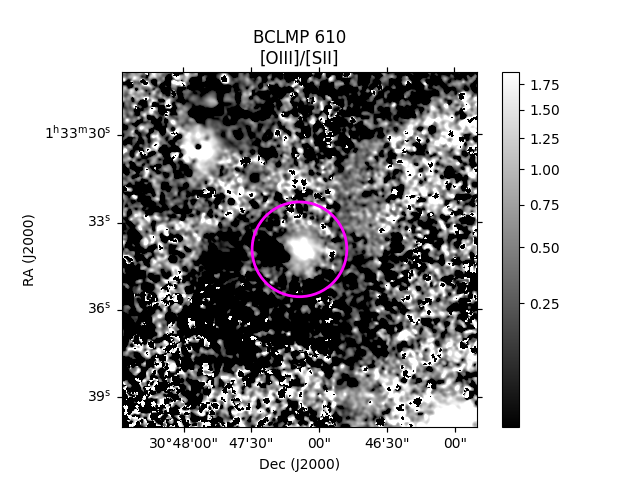 BCLMP 610
[OIII]/[SII]
1ʰ33ᵐ30ˢ
33ˢ
36ˢ
39ˢ
RA (J2000)
30°48'00" 47'30" 00" 46'30" 00"
Dec (J2000)
1.75
1.50
1.25
1.00
0.75
0.50
0.25